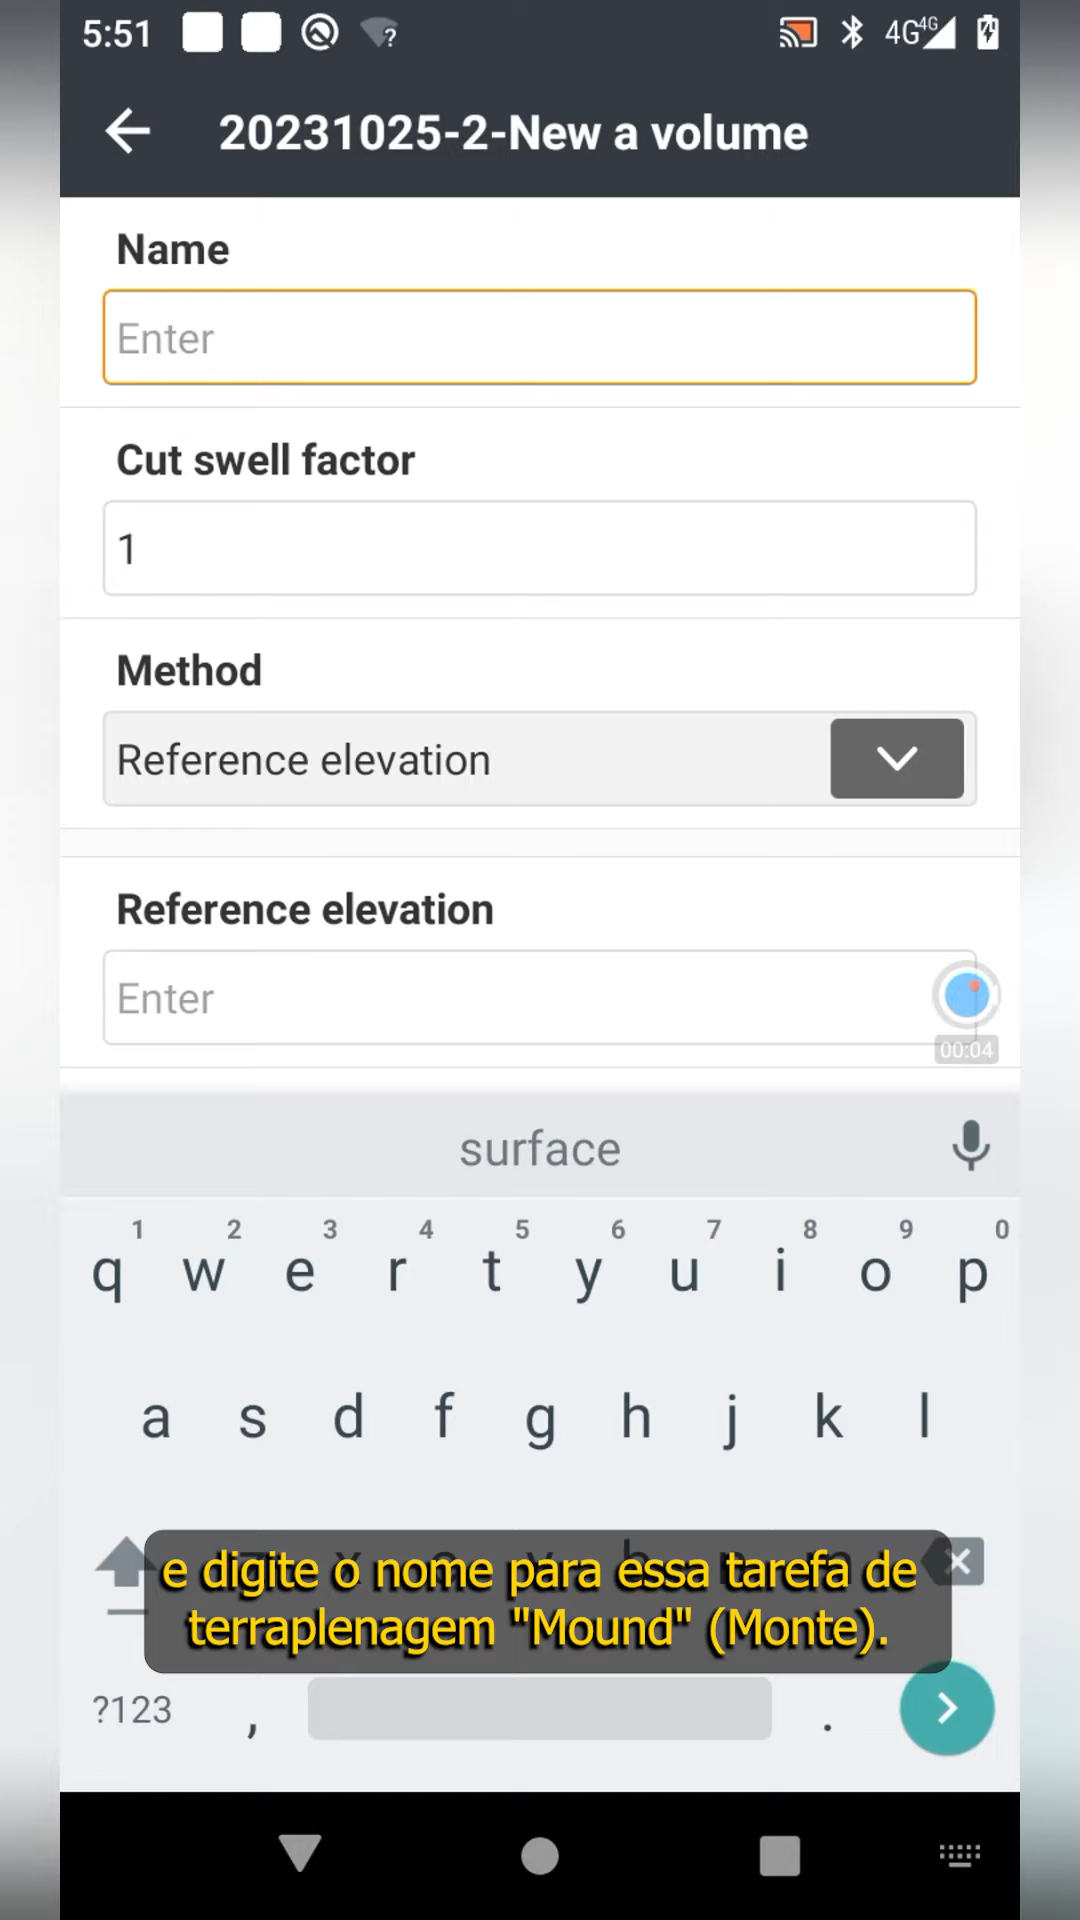 5:51
?
4G 4G
20231025-2-New a volume
Name
Enter
Cut swell factor
1
Method
Reference elevation
Reference elevation
Enter
00:04
surface
1 2 3 4 5 6 7 8 9 0
q w e r t y u i o p
a s d f g h j k l
e digite o nome para essa tarefa de
terraplenagem "Mound" (Monte).
?123 , .